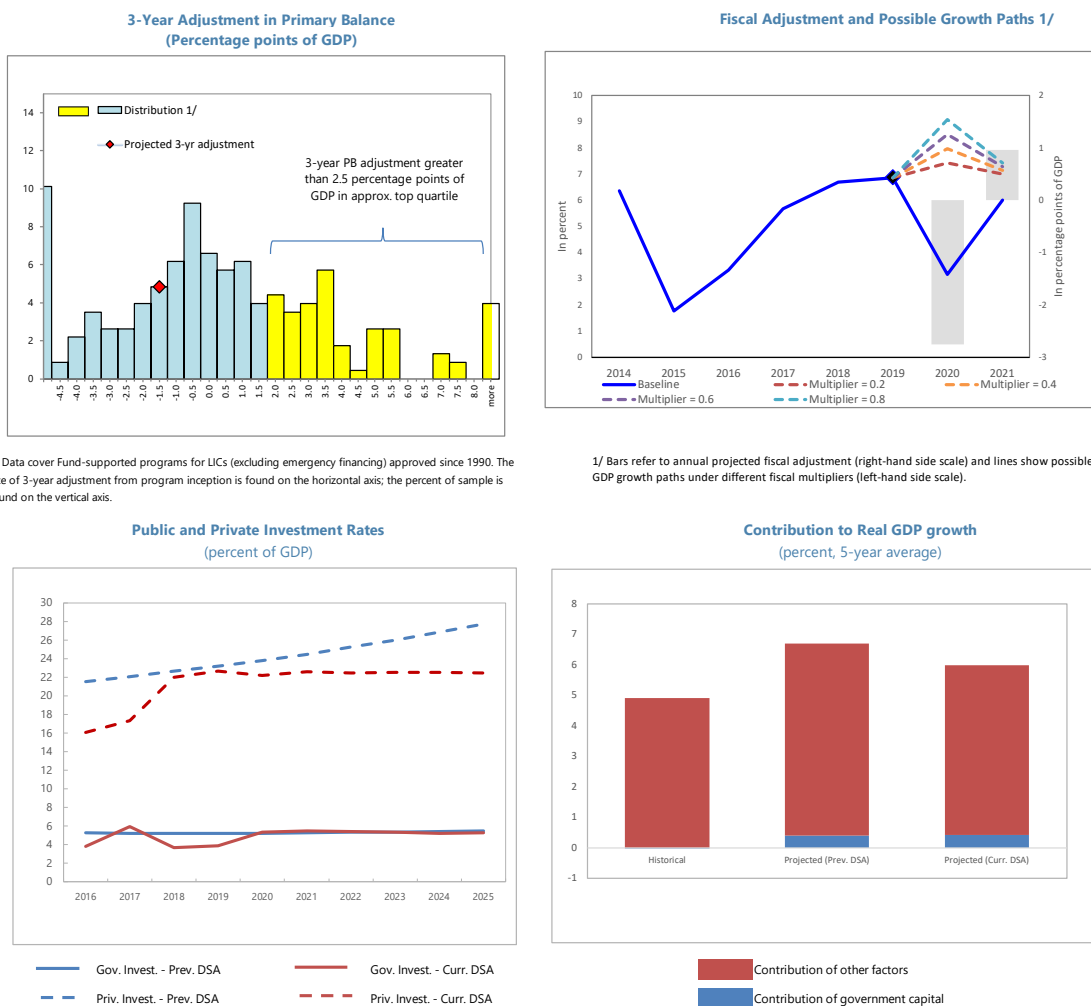 3-Year Adjustment in Primary Balance
(Percentage points of GDP)
14
12
10
8
6
4
2
0
Distribution 1/
Projected 3-yr adjustment
3-year PB adjustment greater
than 2.5 percentage points of
GDP in approx. top quartile
-4.5
-4.0
-3.5
-3.0
-2.5
-2.0
-1.5
-1.0
-0.5
0.0
0.5
1.0
1.5
2.0
2.5
3.0
3.5
4.0
4.5
5.0
5.5
6.0
6.5
7.0
7.5
8.0
more
Data cover Fund-supported programs for LICs (excluding emergency financing) approved since 1990. The
e of 3-year adjustment from program inception is found on the horizontal axis; the percent of sample is
und on the vertical axis.
Fiscal Adjustment and Possible Growth Paths 1/
In percent
10
9
8
7
6
5
4
3
2
1
0
2
1
0
-1
-2
-3
In percentage points of GDP
2014 2015 2016 2017 2018 2019 2020 2021
Baseline Multiplier = 0.2 Multiplier = 0.4
Multiplier = 0.6 Multiplier = 0.8
1/ Bars refer to annual projected fiscal adjustment (right-hand side scale) and lines show possible
GDP growth paths under different fiscal multipliers (left-hand side scale).
Public and Private Investment Rates
(percent of GDP)
30
28
26
24
22
20
18
16
14
12
10
8
6
4
2
0
2016 2017 2018 2019 2020 2021 2022 2023 2024 2025
Gov. Invest. - Prev. DSA Gov. Invest. - Curr. DSA
Priv. Invest. - Prev. DSA Priv. Invest. - Curr. DSA
Contribution to Real GDP growth
(percent, 5-year average)
8
7
6
5
4
3
2
1
0
-1
Historical Projected (Prev. DSA) Projected (Curr. DSA)
Contribution of other factors
Contribution of government capital